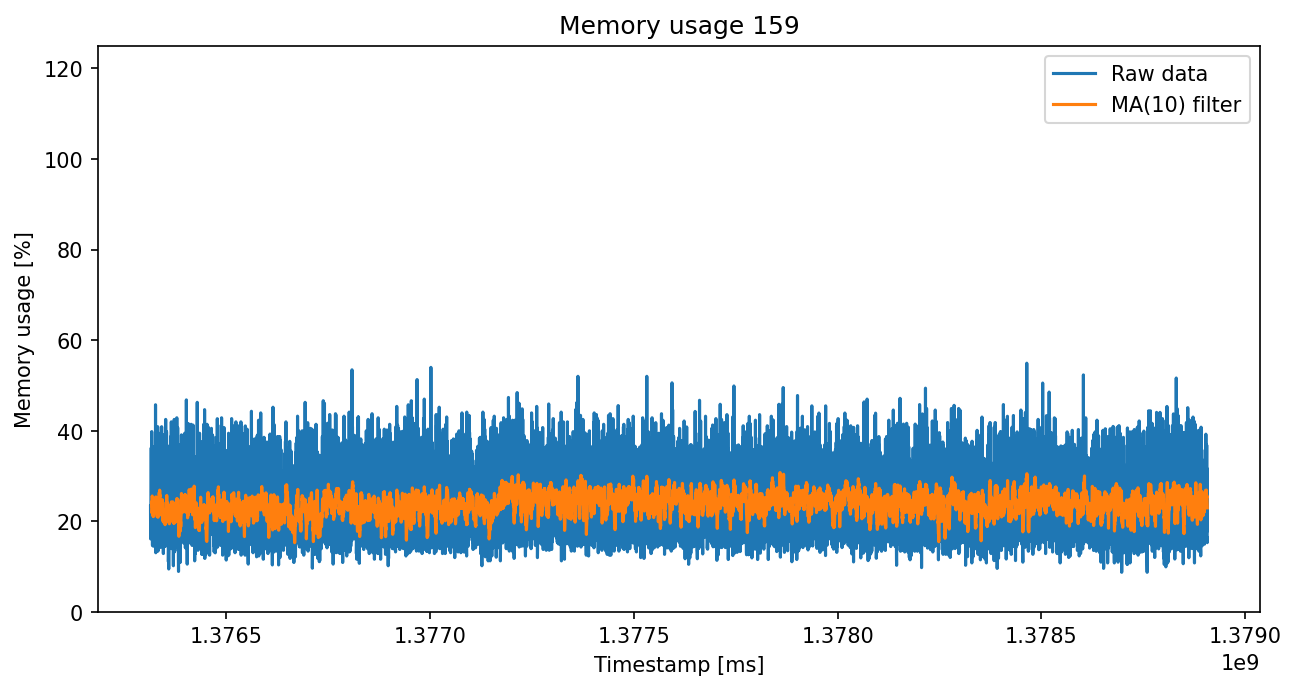 Memory usage 159
Raw data
MA(10) filter
Memory usage [%]
120
100
80
60
40
20
0
1.3765 1.3770 1.3775 1.3780 1.3785 1.3790
1e9
Timestamp [ms]